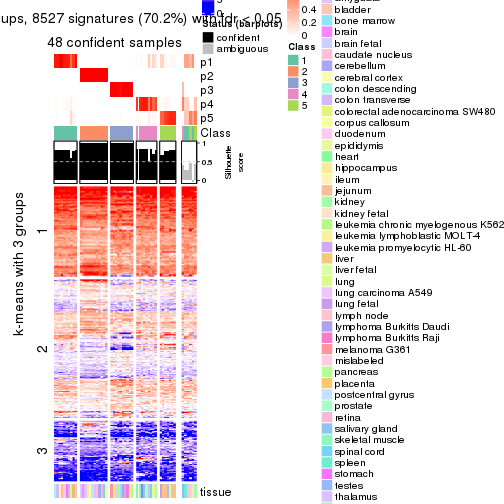 ups, 8527 signatures (70.2%) with fdr < 0.05
48 confident samples
p1
p2
p3
p4
p5
Class
1
0.5
0
Silhouette
score
k-means with 3 groups
1
2
3
tissue
0
Status (barplots)
confident
ambiguous
0.4
0.2
0
Class
1
2
3
4
5
bladder
bone marrow
brain
brain fetal
caudate nucleus
cerebellum
cerebral cortex
colon descending
colon transverse
colorectal adenocarcinoma SW480
corpus callosum
duodenum
epididymis
heart
hippocampus
ileum
jejunum
kidney
kidney fetal
leukemia chronic myelogenous K562
leukemia lymphoblastic MOLT-4
leukemia promyelocytic HL-60
liver
liver fetal
lung
lung carcinoma A549
lung fetal
lymph node
lymphoma Burkitts Daudi
lymphoma Burkitts Raji
melanoma G361
mislabeled
pancreas
placenta
postcentral gyrus
prostate
retina
salivary gland
skeletal muscle
spinal cord
spleen
stomach
testes
thalamus